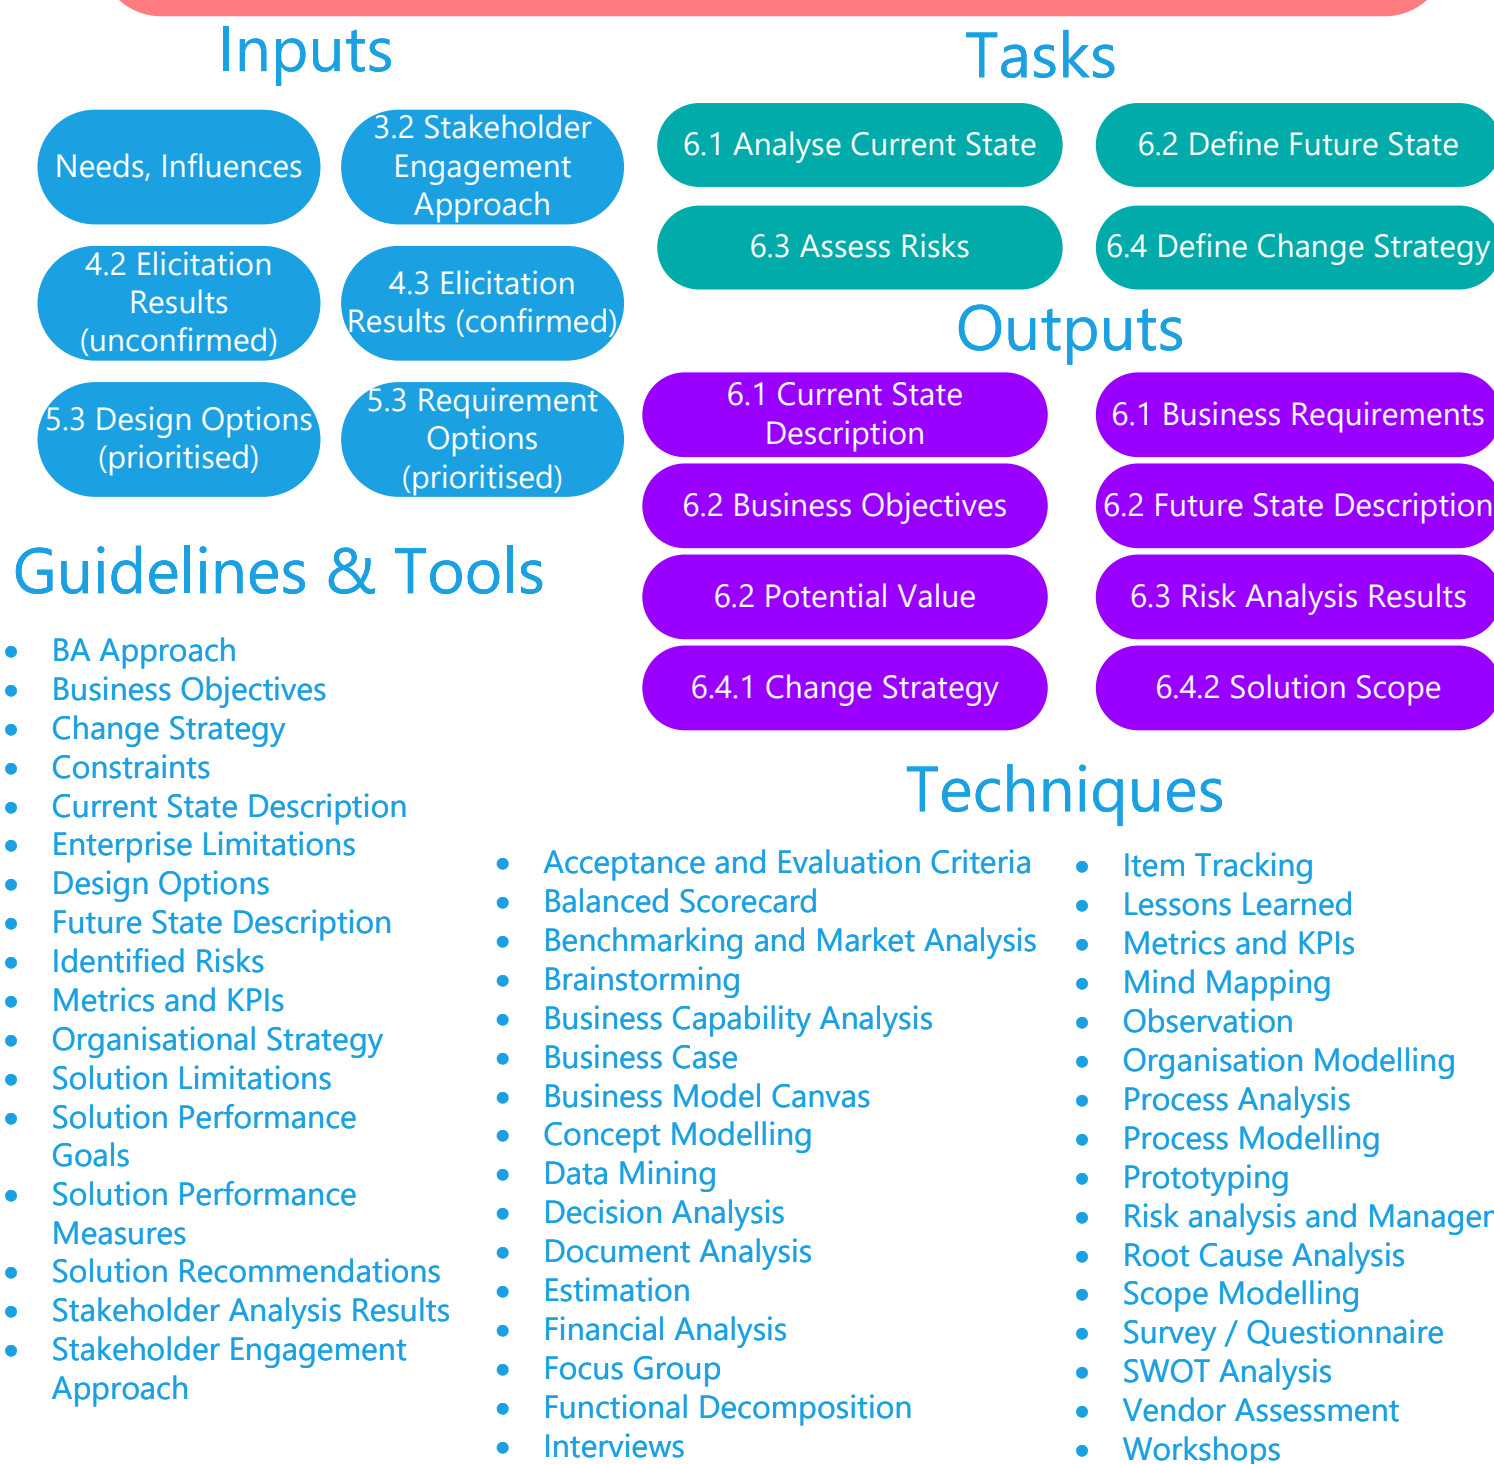 Inputs
Needs, Influences
3.2 Stakeholder
Engagement
Approach
4.2 Elicitation
Results
(unconfirmed)
4.3 Elicitation
Results (confirmed)
5.3 Design Options
(prioritised)
5.3 Requirement
Options
(prioritised)
Tasks
6.1 Analyse Current State
6.2 Define Future State
6.3 Assess Risks
6.4 Define Change Strategy
Outputs
6.1 Current State
Description
6.1 Business Requirements
6.2 Business Objectives
6.2 Future State Description
6.2 Potential Value
6.3 Risk Analysis Results
6.4.1 Change Strategy
6.4.2 Solution Scope
Guidelines & Tools
• BA Approach
• Business Objectives
• Change Strategy
• Constraints
• Current State Description
• Enterprise Limitations
• Design Options
• Future State Description
• Identified Risks
• Metrics and KPIs
• Organisational Strategy
• Solution Limitations
• Solution Performance
Goals
• Solution Performance
Measures
• Solution Recommendations
• Stakeholder Analysis Results
• Stakeholder Engagement
Approach
Techniques
• Acceptance and Evaluation Criteria
• Balanced Scorecard
• Benchmarking and Market Analysis
• Brainstorming
• Business Capability Analysis
• Business Case
• Business Model Canvas
• Concept Modelling
• Data Mining
• Decision Analysis
• Document Analysis
• Estimation
• Financial Analysis
• Focus Group
• Functional Decomposition
• Interviews
• Item Tracking
• Lessons Learned
• Metrics and KPIs
• Mind Mapping
• Observation
• Organisation Modelling
• Process Analysis
• Process Modelling
• Prototyping
• Risk analysis and
• Root Cause Analysis
• Scope Modelling
• Survey / Questionnaire
• SWOT Analysis
• Vendor Assessment
• Workshops